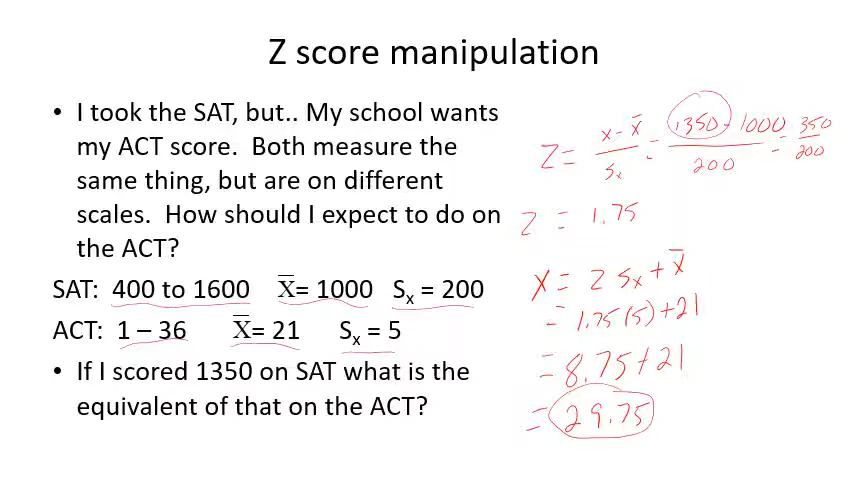 Z score manipulation
• I took the SAT, but.. My school wants
my ACT score. Both measure the
same thing, but are on different
scales. How should I expect to do on
the ACT?
SAT: 400 to 1600 X̅= 1000 Sₓ = 200
ACT: 1 – 36 X̅= 21 Sₓ = 5
• If I scored 1350 on SAT what is the
equivalent of that on the ACT?
Z = (x - x̅)/sₓ = (1350 - 1000)/200 = 350/200
Z = 1.75
X = Z Sₓ + X̅
= 1.75(5) + 21
= 8.75 + 21
= 29.75